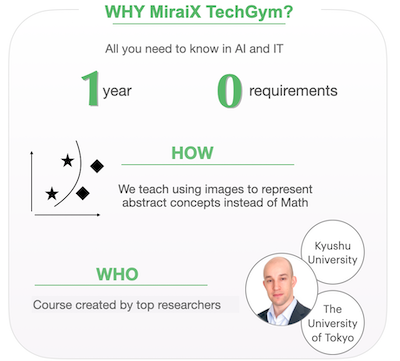 WHY MiraiX TechGym?
All you need to know in AI and IT
1 year
0 requirements
HOW
We teach using images to represent
abstract concepts instead of Math
WHO
Course created by top researchers
Kyushu
University
The
University
of Tokyo